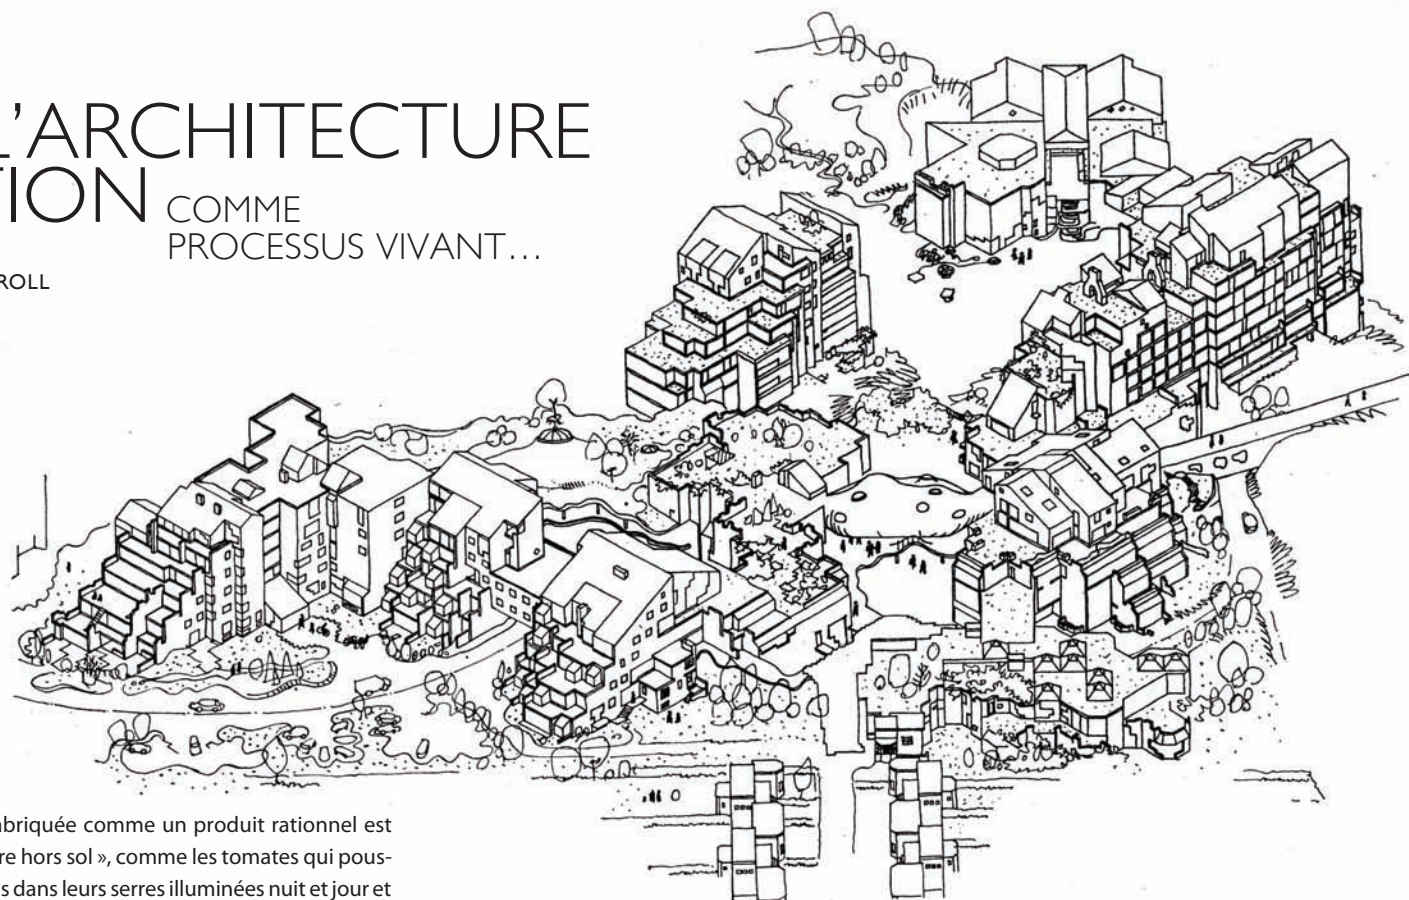 L'ARCHITECTURE
TION COMME
PROCESSUS VIVANT…
ROLL
abriquée comme un produit rationnel est
re hors sol », comme les tomates qui pous-
s dans leurs serres illuminées nuit et jour et